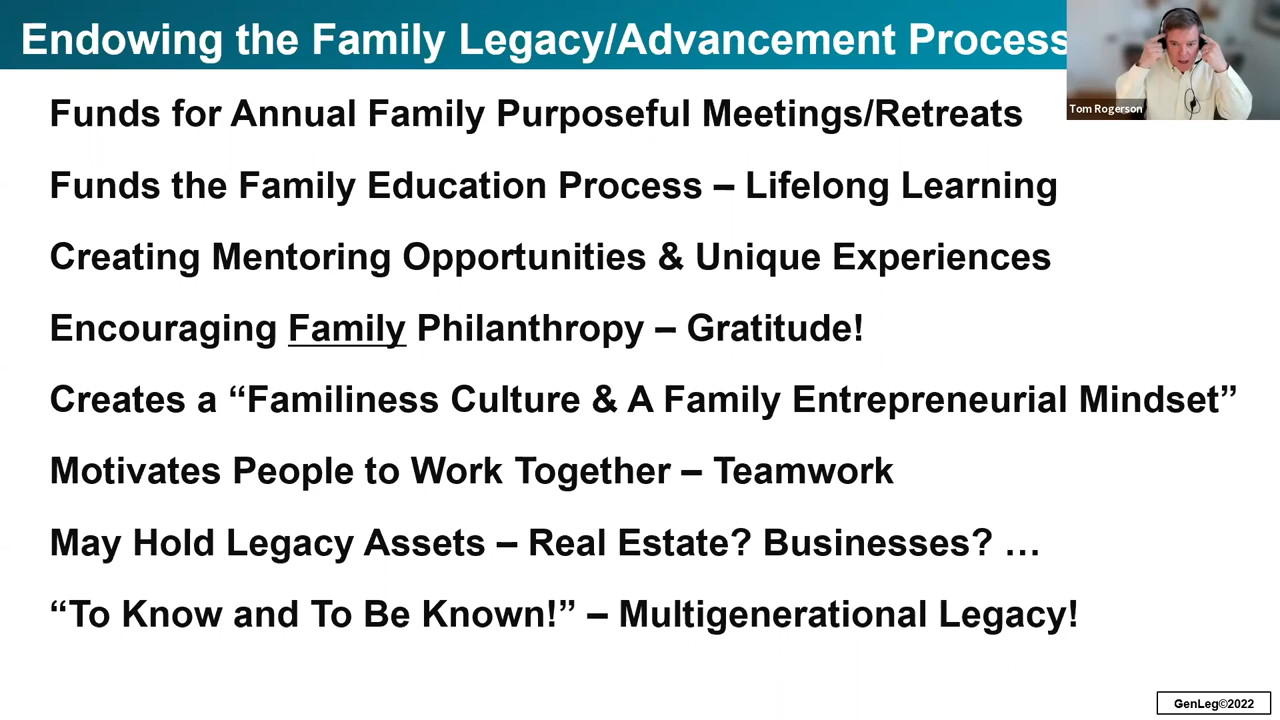 Endowing the Family Legacy/Advancement Process
Tom Rogerson
Funds for Annual Family Purposeful Meetings/Retreats
Funds the Family Education Process – Lifelong Learning
Creating Mentoring Opportunities & Unique Experiences
Encouraging Family Philanthropy – Gratitude!
Creates a “Familiness Culture & A Family Entrepreneurial Mindset”
Motivates People to Work Together – Teamwork
May Hold Legacy Assets – Real Estate? Businesses? …
“To Know and To Be Known!” – Multigenerational Legacy!
GenLeg©2022